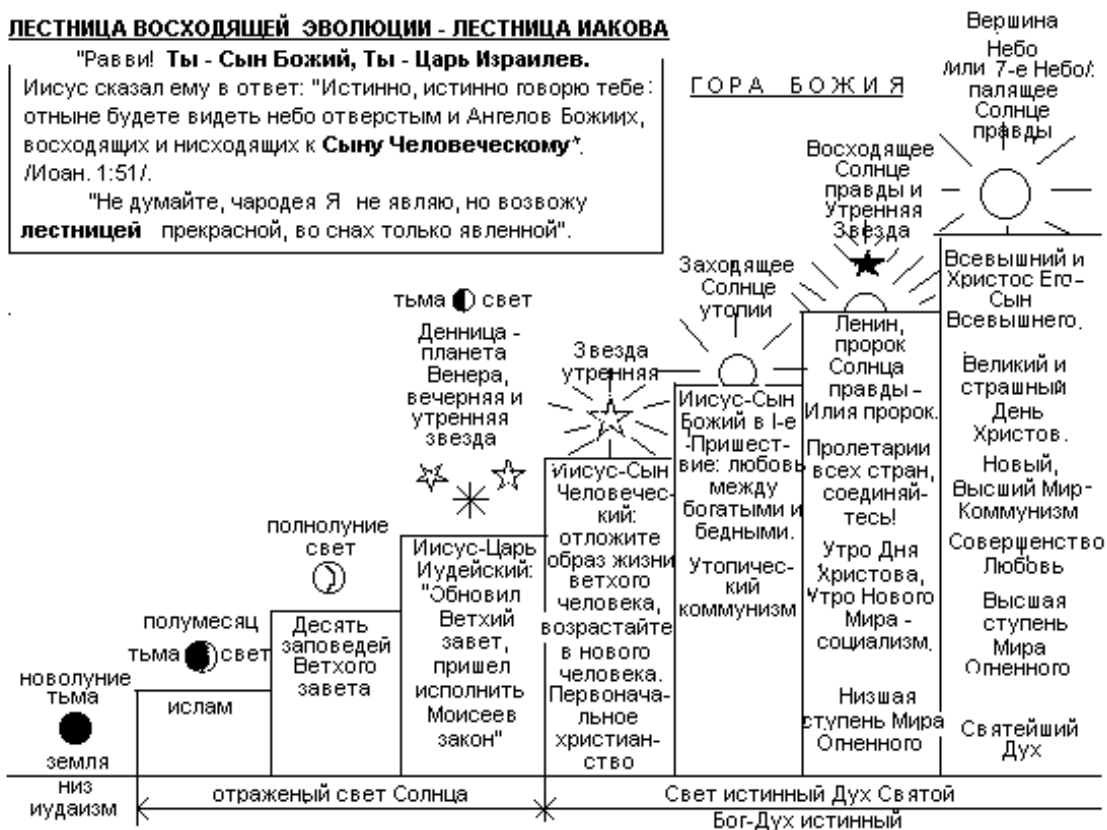 ЛЕСТНИЦА ВОСХОДЯЩЕЙ ЭВОЛЮЦИИ - ЛЕСТНИЦА ИАКОВА
"Равви! Ты - Сын Божий, Ты - Царь Израилев.
Иисус сказал ему в ответ: "Истинно, истинно говорю тебе:
отныне будете видеть небо отверстым и Ангелов Божиих,
восходящих и нисходящих к Сыну Человеческому".
/Иоан. 1:51/.
"Не думайте, чародея Я не являю, но возвожу
лестницей прекрасной, во снах только явленной".
ГОРА БОЖИЯ
новолуние
тьма
земля
низ
иудаизм
полумесяц
тьма свет
ислам
полнолуние
свет
Десять
заповедей
Ветхого
завета
тьма свет
Денница -
планета
Венера,
вечерняя и
утренняя
звезда
Иисус-Царь
Иудейский:
"Обновил
Ветхий
завет,
пришел
исполнить
Моисеев
закон"
Звезда
утренняя
Иисус-Сын
Человечес-
кий:
отложите
образ жизни
ветхого
человека,
возрастайте
в нового
человека.
Первонача-
льное
христиан-
ство
Заходящее
Солнце
утопии
Иисус-Сын
Божий в I-е
-Пришест-
вие: любовь
между
богатыми и
бедными.
Утопичес-
кий
коммунизм
Восходящее
Солнце
правды и
Утренняя
Звезда
Ленин,
пророк
Солнца
правды -
Илия пророк.
Пролетарии
всех стран,
соединяй-
тесь!
Утро Дня
Христова,
Утро Нового
Мира -
социализм.
Низшая
ступень Мира
Огненного
Вершина
Небо
/или 7-е Небо/:
палящее
Солнце
правды
Всевышний и
Христос Его-
Сын
Всевышнего.
Великий и
страшный
День
Христов.
Новый,
Высший Мир-
Коммунизм
Совершенство
Любовь
Высшая
ступень
Мира
Огненного
Святейший
Дух
отраженый свет Солнца
Свет истинный Дух Святой
Бог-Дух истинный